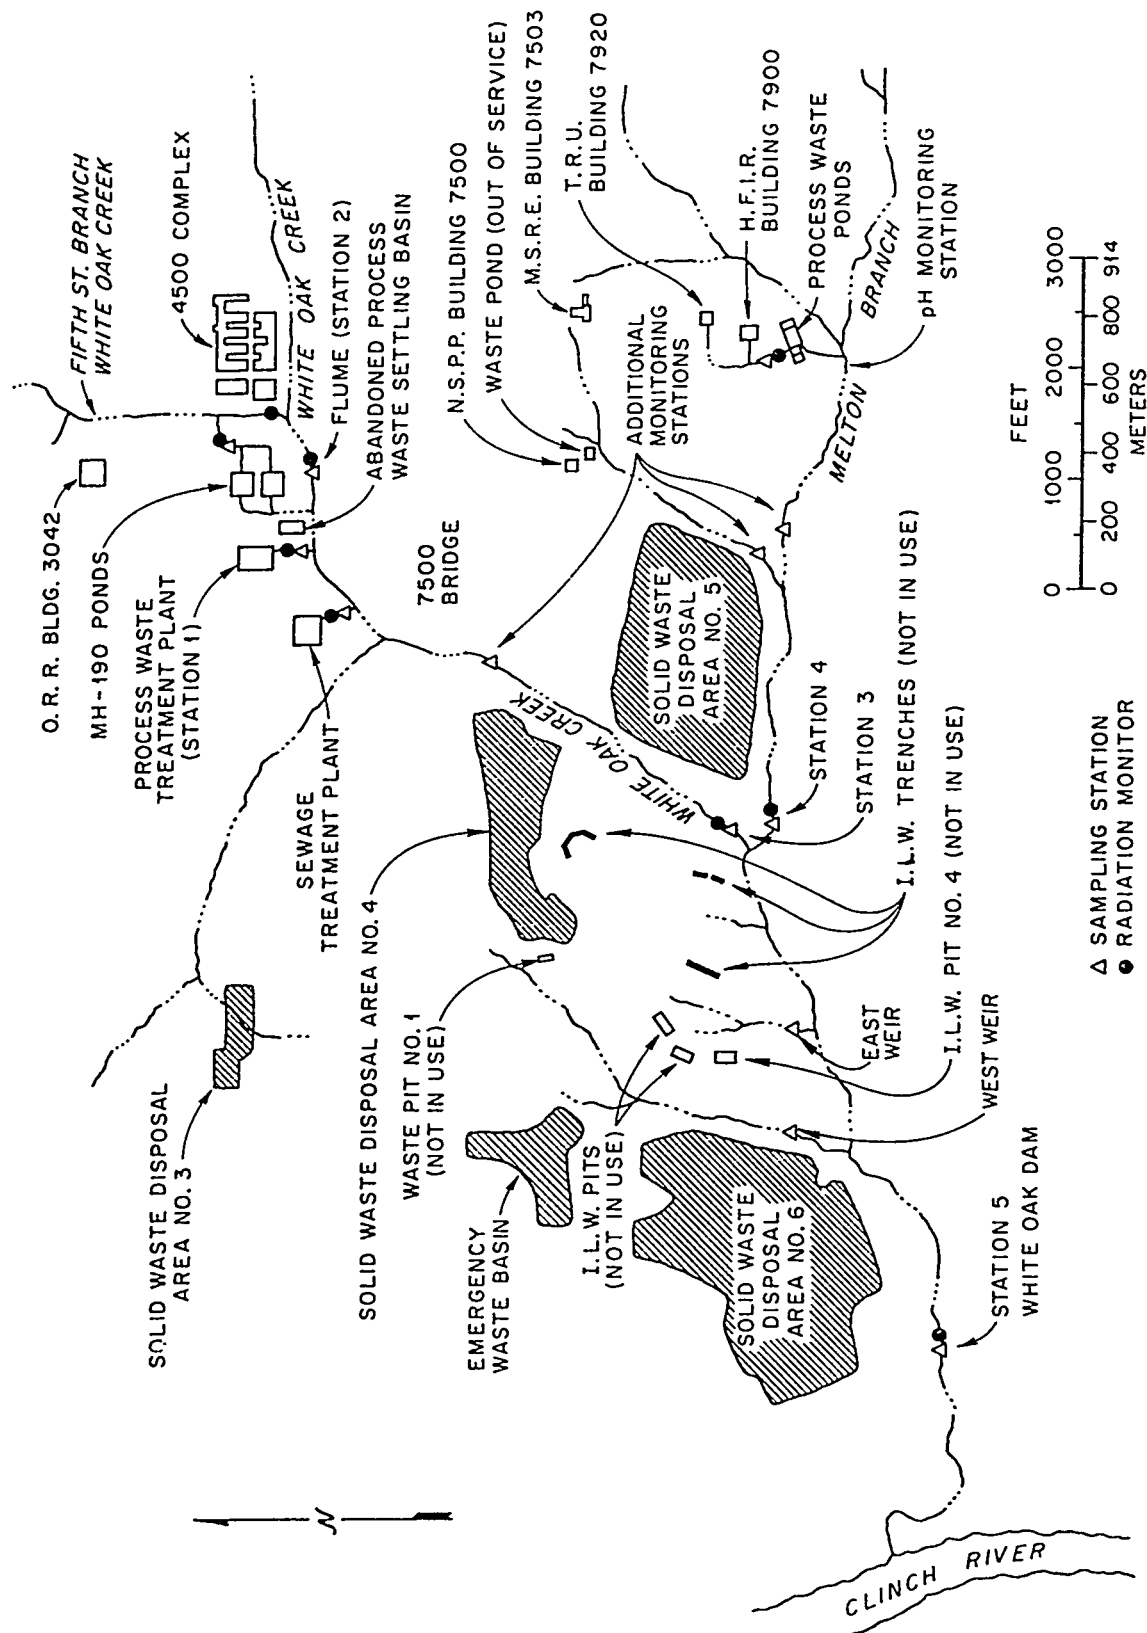 FIFTH ST. BRANCH
WHITE OAK CREEK
4500 COMPLEX
WHITE OAK CREEK
FLUME (STATION 2)
ABANDONED PROCESS
WASTE SETTLING BASIN
N.S.P.P. BUILDING 7500
WASTE POND (OUT OF SERVICE)
M.S.R.E. BUILDING 7503
T.R.U.
BUILDING 7920
H.F.I.R.
BUILDING 7900
PROCESS WASTE
PONDS
pH MONITORING
STATION
MELTON BRANCH
ADDITIONAL
MONITORING
STATIONS
O.R.R. BLDG. 3042
MH-190 PONDS
PROCESS WASTE
TREATMENT PLANT
(STATION 1)
SEWAGE
TREATMENT PLANT
7500
BRIDGE
WHITE OAK CREEK
SOLID WASTE
DISPOSAL
AREA NO. 5
STATION 4
STATION 3
I.L.W. TRENCHES (NOT IN USE)
I.L.W. PIT NO. 4 (NOT IN USE)
EAST
WEIR
WEST WEIR
SOLID WASTE DISPOSAL
AREA NO. 3
SOLID WASTE DISPOSAL AREA NO. 4
WASTE PIT NO. 1
(NOT IN USE)
EMERGENCY
WASTE BASIN
I.L.W. PITS
(NOT IN USE)
SOLID WASTE
DISPOSAL
AREA NO. 6
STATION 5
WHITE OAK DAM
N
CLINCH RIVER
FEET
0 1000 2000 3000
0 200 400 600 800 914
METERS
△ SAMPLING STATION
RADIATION MONITOR